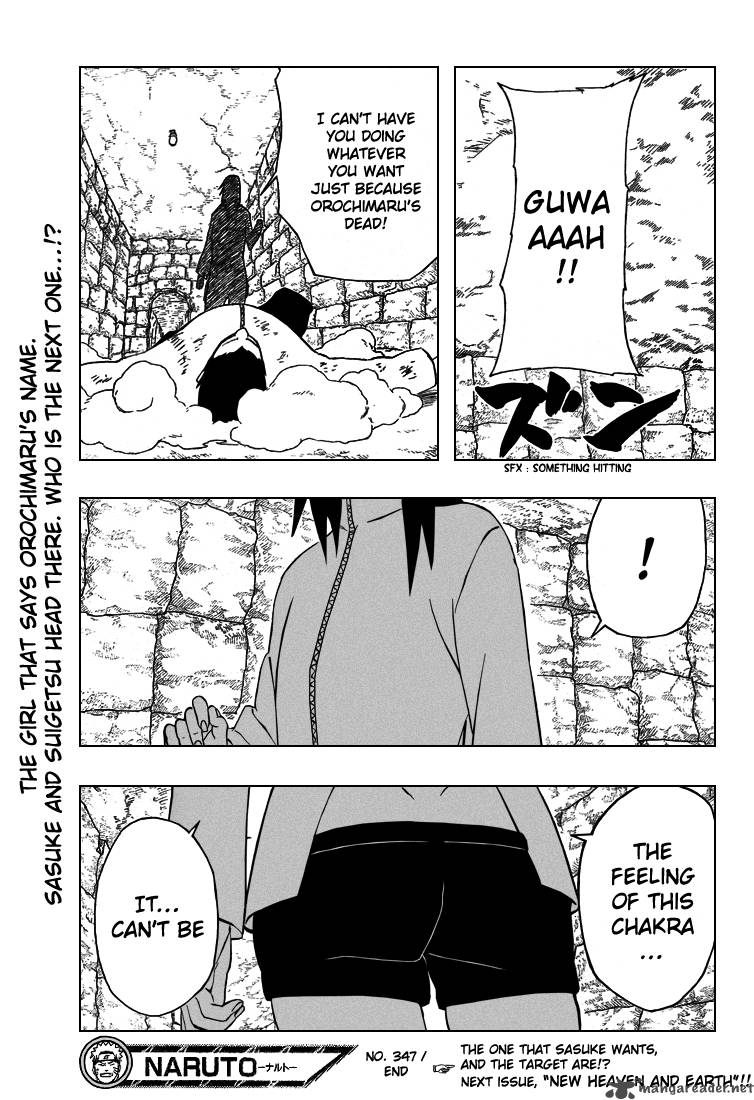 GUWA
AAAH
!!
ズン
SFX : SOMETHING HITTING
I CAN'T HAVE
YOU DOING
WHATEVER
YOU WANT
JUST BECAUSE
OROCHIMARU'S
DEAD!
!
THE
FEELING
OF THIS
CHAKRA
...
IT...
CAN'T BE
THE GIRL THAT SAYS OROCHIMARU'S NAME.
SASUKE AND SUIGETSU HEAD THERE. WHO IS THE NEXT ONE...!?
NARUTO -ナルト-
NO. 347 /
END
☞
THE ONE THAT SASUKE WANTS,
AND THE TARGET ARE!?
NEXT ISSUE, "NEW HEAVEN AND EARTH"!!
mangareader.net